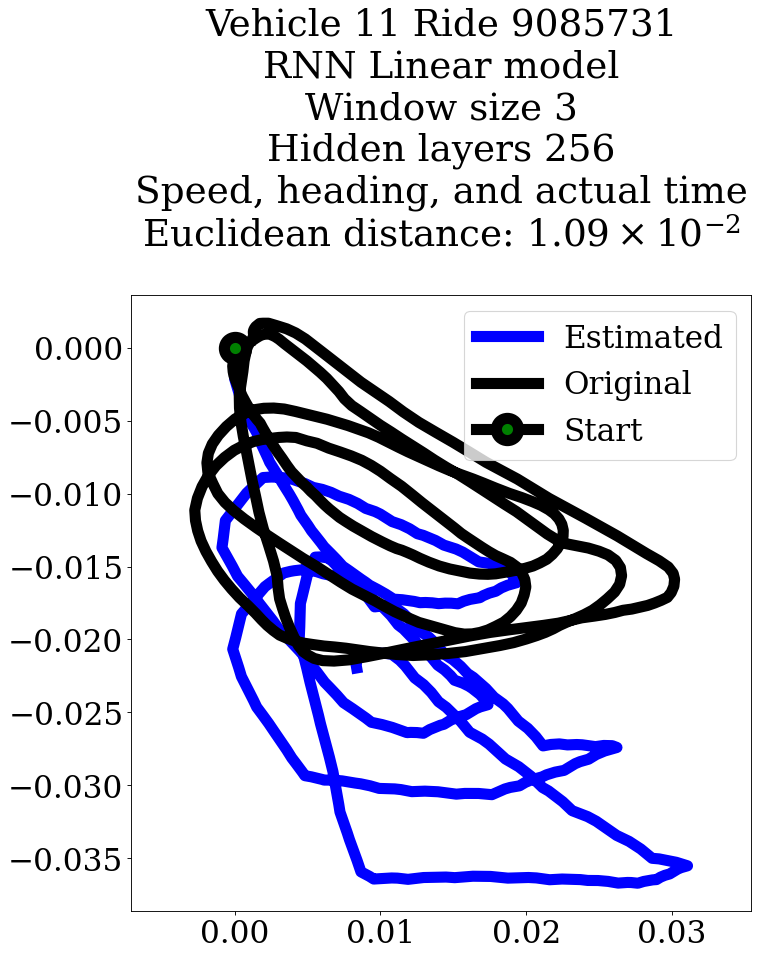 Vehicle 11 Ride 9085731
RNN Linear model
Window size 3
Hidden layers 256
Speed, heading, and actual time
Euclidean distance: 1.09 × 10⁻²
Estimated
Original
Start
0.000
−0.005
−0.010
−0.015
−0.020
−0.025
−0.030
−0.035
0.00 0.01 0.02 0.03